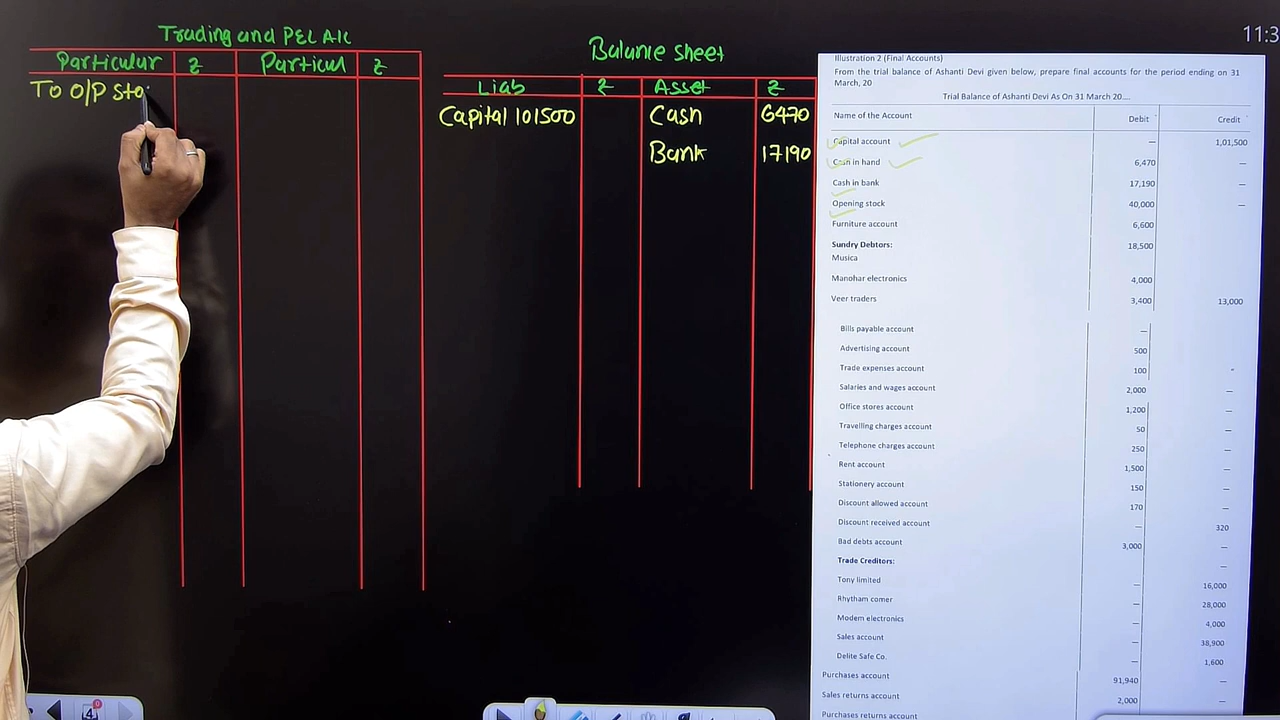 Trading and P&L A/c
Particular ₹ Particul ₹
To O/P sto
Balance sheet
Liab ₹ Asset ₹
Capital 101500 Cash 6470
Bank 17190
11:3
Illustration 2 (Final Accounts)
From the trial balance of Ashanti Devi given below, prepare final accounts for the period ending on 31
March, 20
Trial Balance of Ashanti Devi As On 31 March 20....
Name of the Account Debit Credit
Capital account — 1,01,500
Cash in hand 6,470 —
Cash in bank 17,190 —
Opening stock 40,000 —
Furniture account 6,600
Sundry Debtors: 18,500
Musica
Manohar electronics 4,000
Veer traders 3,400 13,000
Bills payable account —
Advertising account 500
Trade expenses account 100
Salaries and wages account 2,000 —
Office stores account 1,200 —
Travelling charges account 50 —
Telephone charges account 250 —
Rent account 1,500 —
Stationery account 150 —
Discount allowed account 170 —
Discount received account — 320
Bad debts account 3,000 —
Trade Creditors: —
Tony limited 16,000
Rhytham comer — 28,000
Modem electronics — 4,000
Sales account — 38,900
Delite Safe Co. — 1,600
Purchases account 91,940 —
Sales returns account 2,000 —
Purchases returns account
4